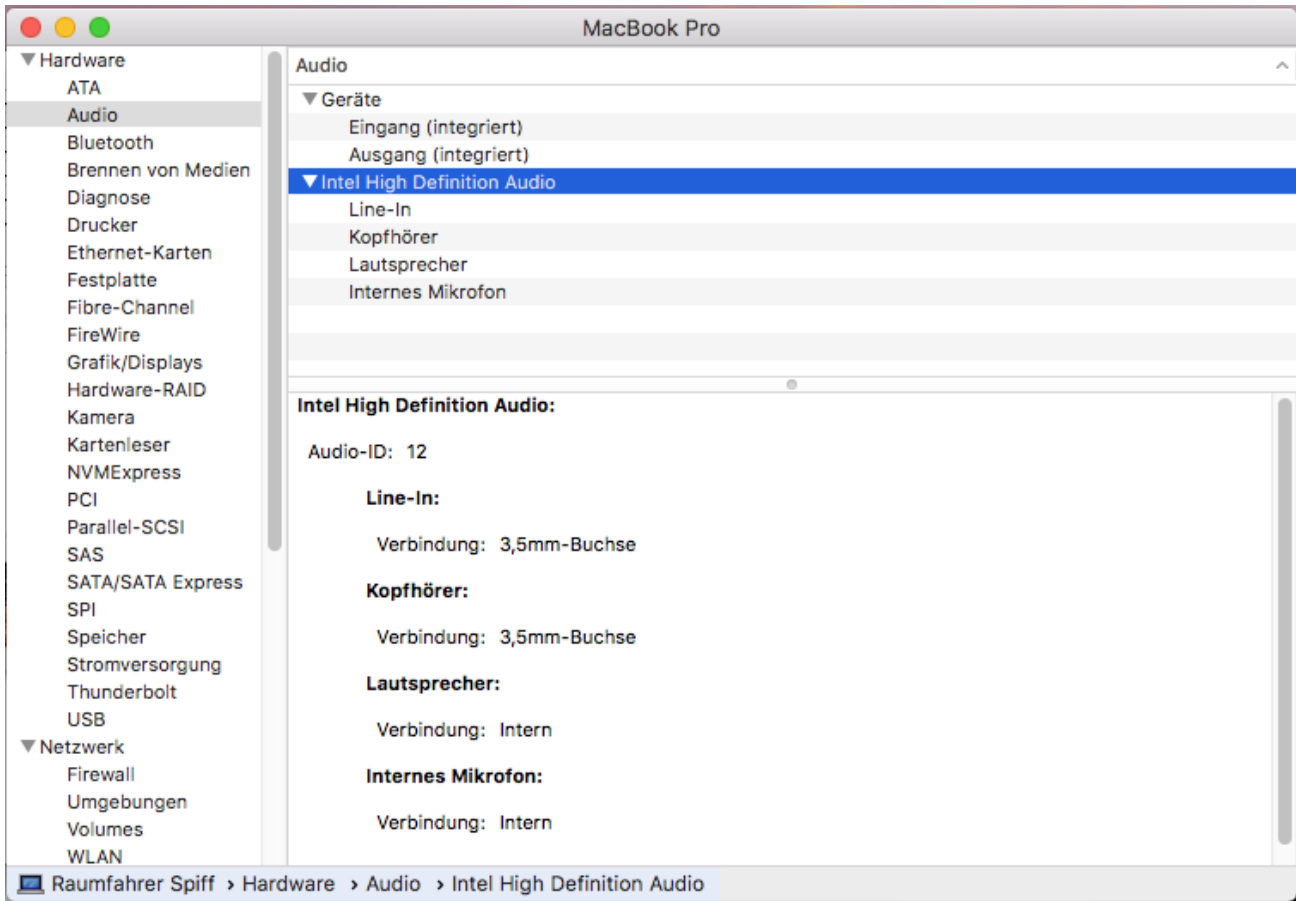 MacBook Pro
Hardware
ATA
Audio
Bluetooth
Brennen von Medien
Diagnose
Drucker
Ethernet-Karten
Festplatte
Fibre-Channel
FireWire
Grafik/Displays
Hardware-RAID
Kamera
Kartenleser
NVMExpress
PCI
Parallel-SCSI
SAS
SATA/SATA Express
SPI
Speicher
Stromversorgung
Thunderbolt
USB
Netzwerk
Firewall
Umgebungen
Volumes
WLAN
Audio
Geräte
Eingang (integriert)
Ausgang (integriert)
Intel High Definition Audio
Line-In
Kopfhörer
Lautsprecher
Internes Mikrofon
Intel High Definition Audio:
Audio-ID: 12
Line-In:
Verbindung: 3,5mm-Buchse
Kopfhörer:
Verbindung: 3,5mm-Buchse
Lautsprecher:
Verbindung: Intern
Internes Mikrofon:
Verbindung: Intern
Raumfahrer Spiff › Hardware › Audio › Intel High Definition Audio